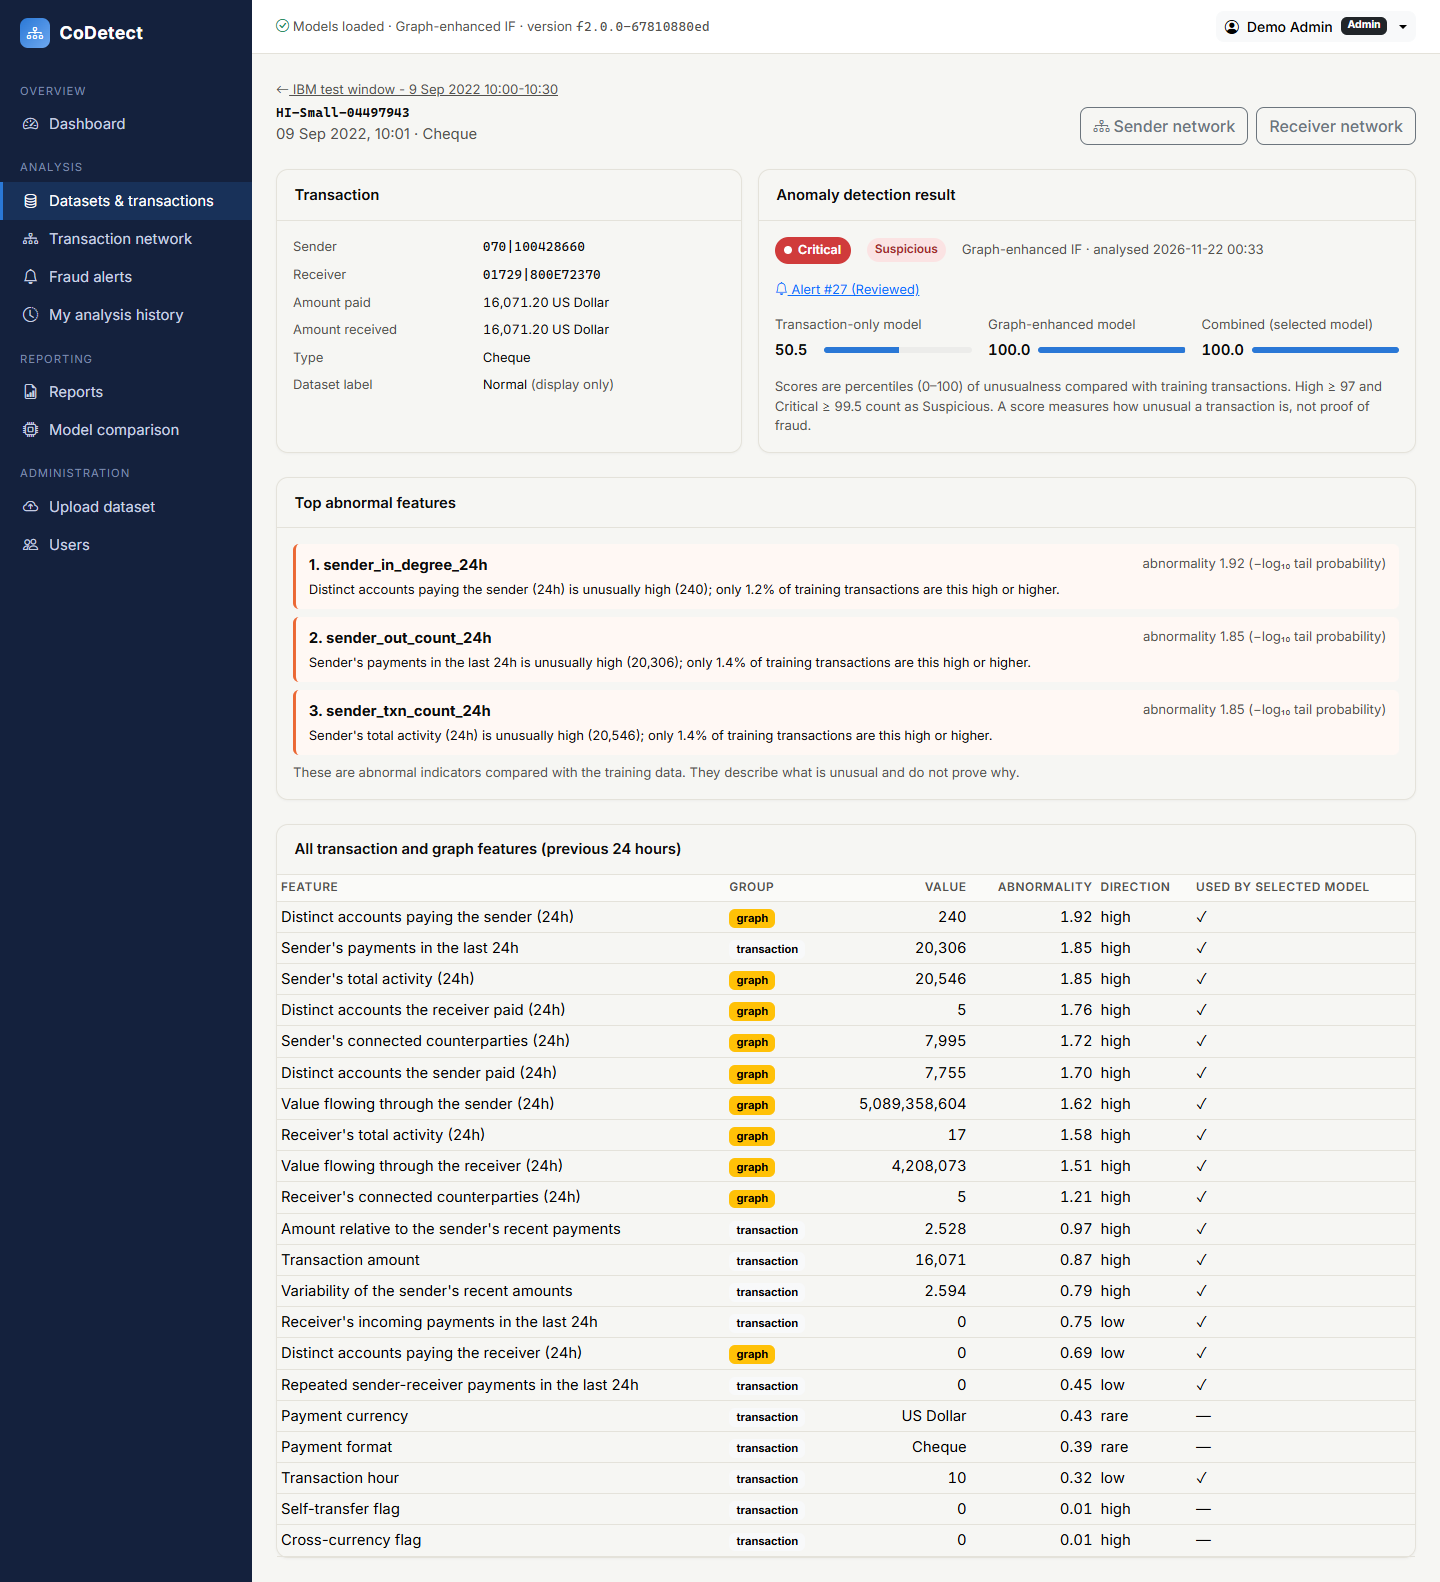 CoDetect
Models loaded · Graph-enhanced IF · version f2.0.0-67810880ed
Demo Admin Admin
OVERVIEW
Dashboard
ANALYSIS
Datasets & transactions
Transaction network
Fraud alerts
My analysis history
REPORTING
Reports
Model comparison
ADMINISTRATION
Upload dataset
Users
← IBM test window - 9 Sep 2022 10:00-10:30
HI-Small-04497943
09 Sep 2022, 10:01 · Cheque
Sender network
Receiver network
Transaction
Sender 070|100428660
Receiver 01729|800E72370
Amount paid 16,071.20 US Dollar
Amount received 16,071.20 US Dollar
Type Cheque
Dataset label Normal (display only)
Anomaly detection result
Critical Suspicious Graph-enhanced IF · analysed 2026-11-22 00:33
Alert #27 (Reviewed)
Transaction-only model Graph-enhanced model Combined (selected model)
50.5 100.0 100.0
Scores are percentiles (0–100) of unusualness compared with training transactions. High ≥ 97 and
Critical ≥ 99.5 count as Suspicious. A score measures how unusual a transaction is, not proof of
fraud.
Top abnormal features
1. sender_in_degree_24h abnormality 1.92 (−log₁₀ tail probability)
Distinct accounts paying the sender (24h) is unusually high (240); only 1.2% of training transactions are this high or higher.
2. sender_out_count_24h abnormality 1.85 (−log₁₀ tail probability)
Sender's payments in the last 24h is unusually high (20,306); only 1.4% of training transactions are this high or higher.
3. sender_txn_count_24h abnormality 1.85 (−log₁₀ tail probability)
Sender's total activity (24h) is unusually high (20,546); only 1.4% of training transactions are this high or higher.
These are abnormal indicators compared with the training data. They describe what is unusual and do not prove why.
All transaction and graph features (previous 24 hours)
FEATURE GROUP VALUE ABNORMALITY DIRECTION USED BY SELECTED MODEL
Distinct accounts paying the sender (24h) graph 240 1.92 high ✓
Sender's payments in the last 24h transaction 20,306 1.85 high ✓
Sender's total activity (24h) graph 20,546 1.85 high ✓
Distinct accounts the receiver paid (24h) graph 5 1.76 high ✓
Sender's connected counterparties (24h) graph 7,995 1.72 high ✓
Distinct accounts the sender paid (24h) graph 7,755 1.70 high ✓
Value flowing through the sender (24h) graph 5,089,358,604 1.62 high ✓
Receiver's total activity (24h) graph 17 1.58 high ✓
Value flowing through the receiver (24h) graph 4,208,073 1.51 high ✓
Receiver's connected counterparties (24h) graph 5 1.21 high ✓
Amount relative to the sender's recent payments transaction 2.528 0.97 high ✓
Transaction amount transaction 16,071 0.87 high ✓
Variability of the sender's recent amounts transaction 2.594 0.79 high ✓
Receiver's incoming payments in the last 24h transaction 0 0.75 low ✓
Distinct accounts paying the receiver (24h) graph 0 0.69 low ✓
Repeated sender-receiver payments in the last 24h transaction 0 0.45 low ✓
Payment currency transaction US Dollar 0.43 rare —
Payment format transaction Cheque 0.39 rare —
Transaction hour transaction 10 0.32 low ✓
Self-transfer flag transaction 0 0.01 high —
Cross-currency flag transaction 0 0.01 high —